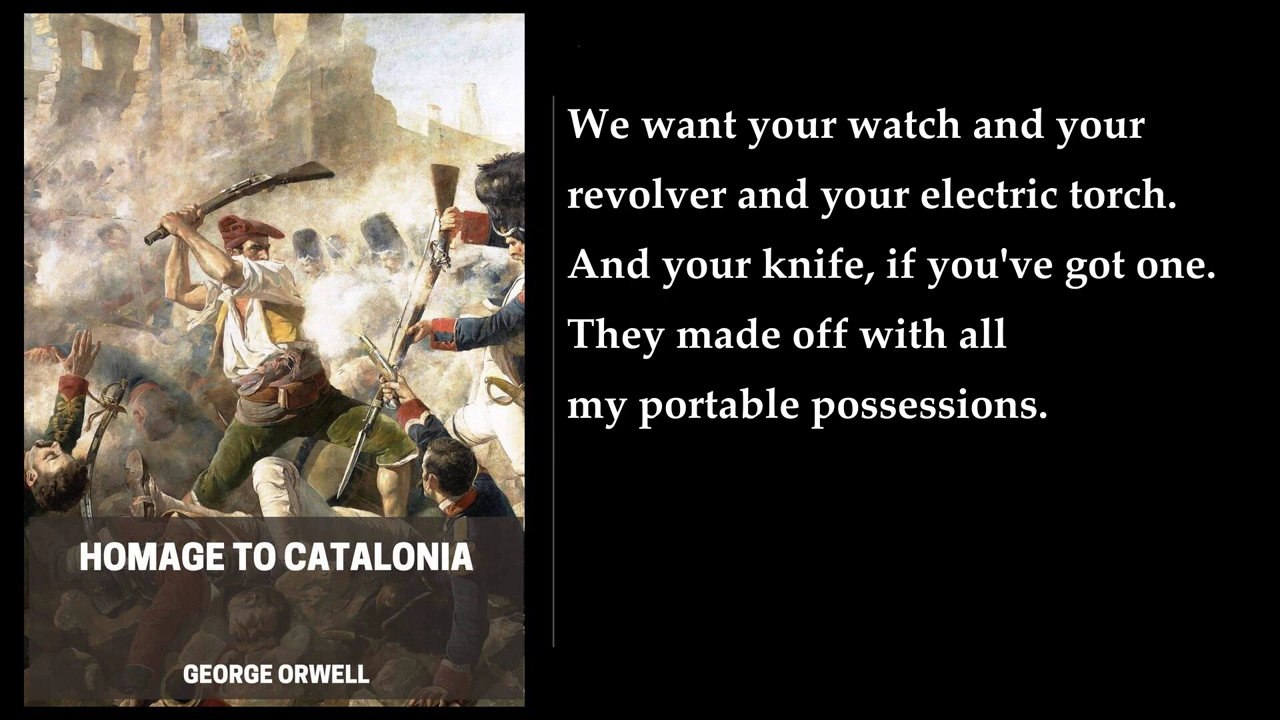 We want your watch and your
revolver and your electric torch.
And your knife, if you've got one.
They made off with all
my portable possessions.
HOMAGE TO CATALONIA
GEORGE ORWELL